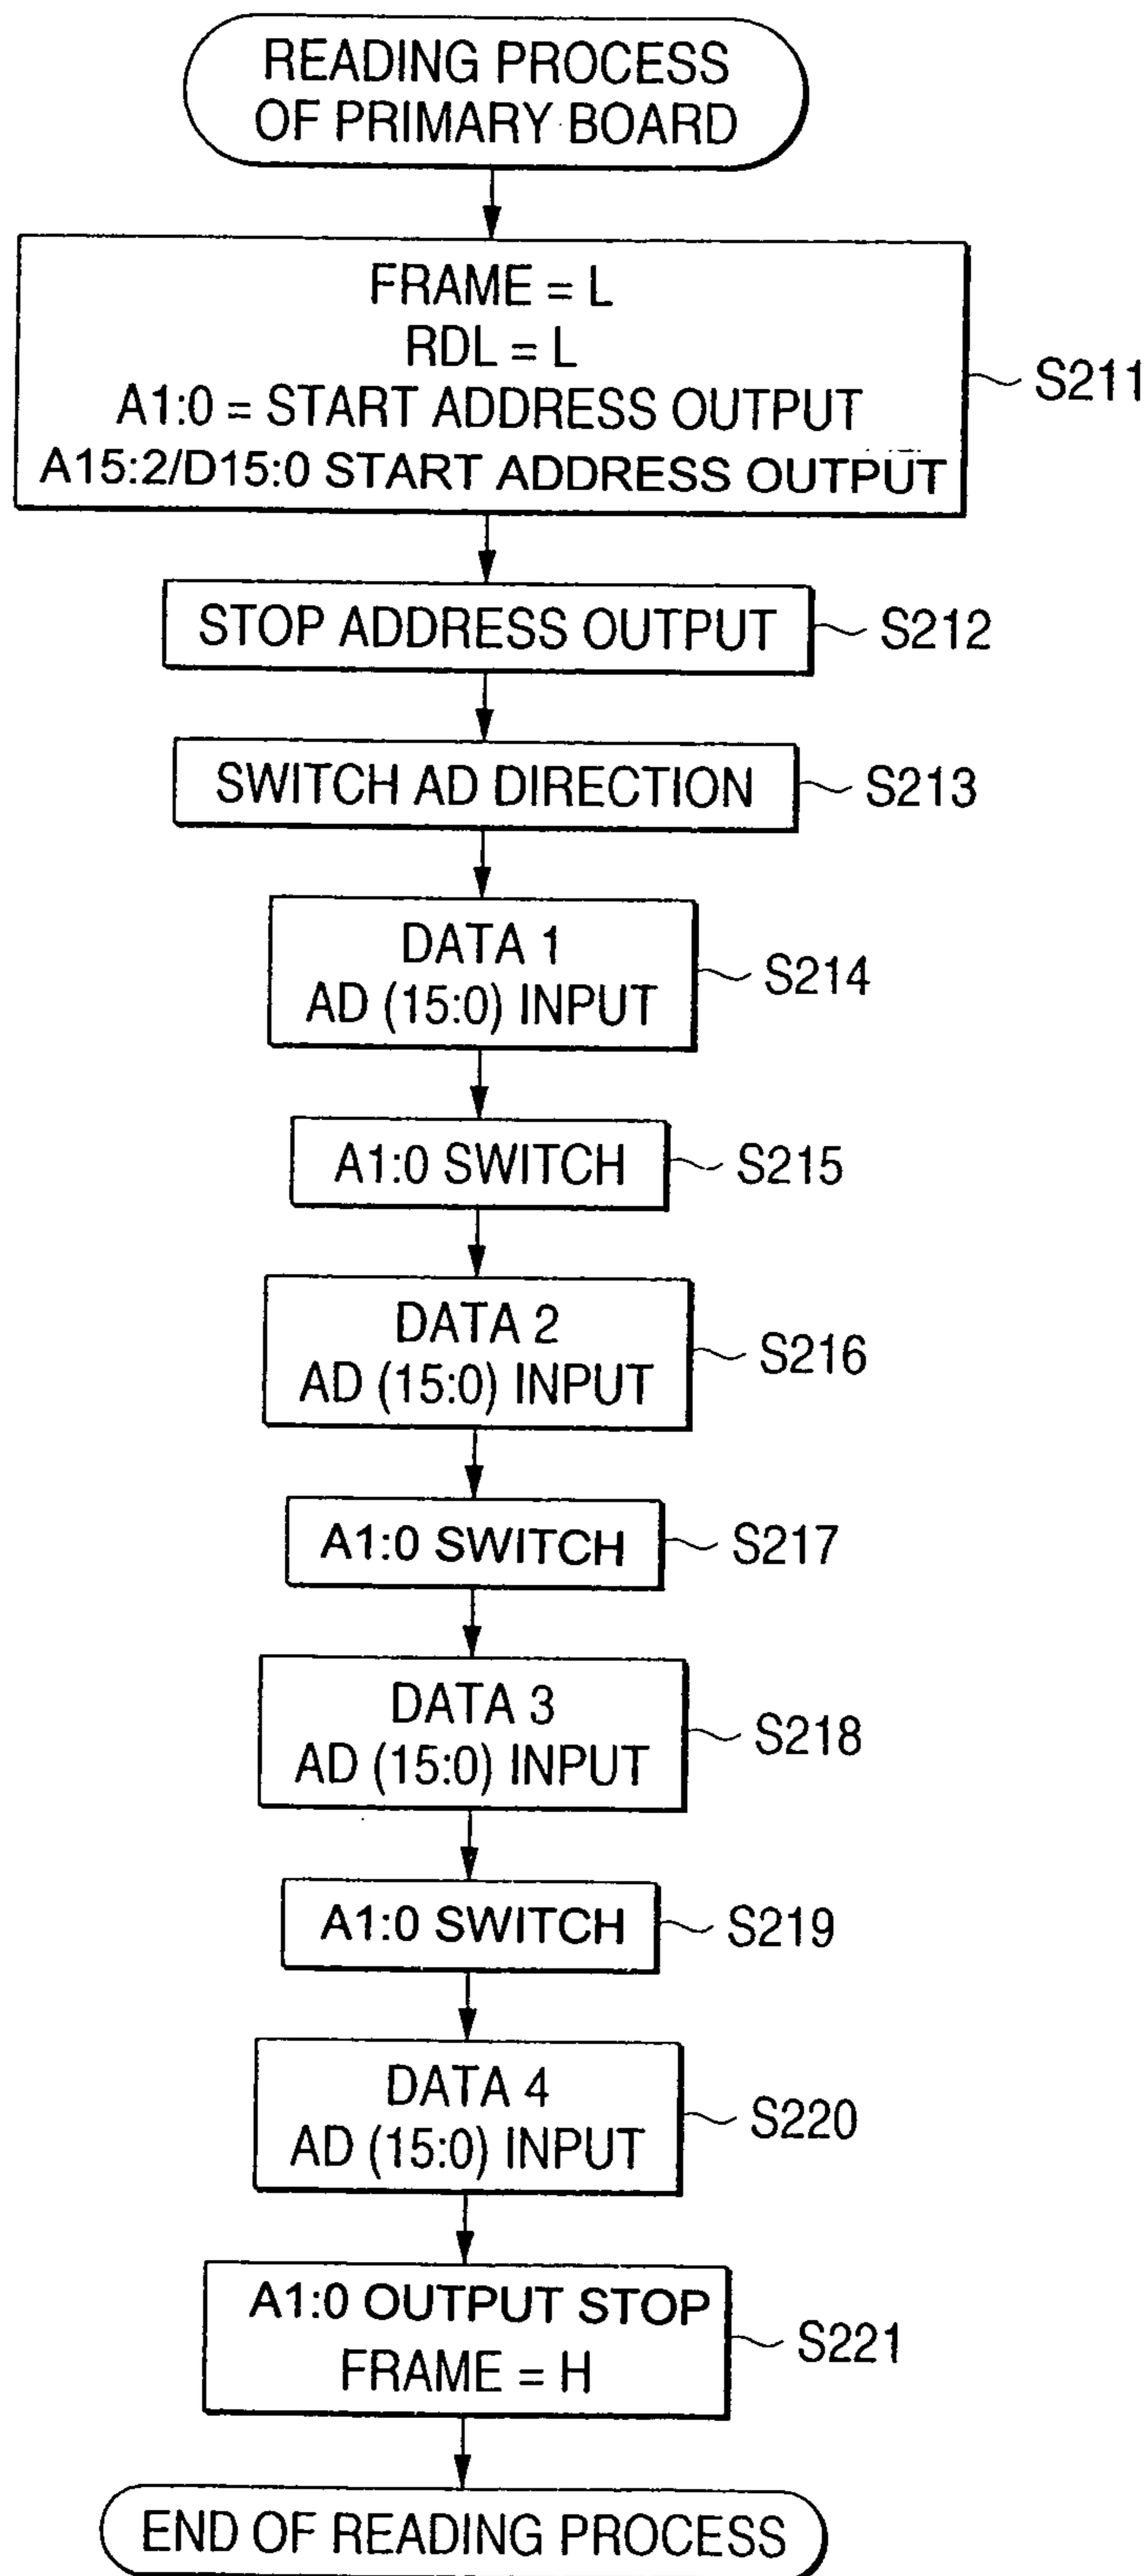 READING PROCESS
OF PRIMARY BOARD
FRAME = L
RDL = L
A1:0 = START ADDRESS OUTPUT
A15:2/D15:0 START ADDRESS OUTPUT
S211
STOP ADDRESS OUTPUT
S212
SWITCH AD DIRECTION
S213
DATA 1
AD (15:0) INPUT
S214
A1:0 SWITCH
S215
DATA 2
AD (15:0) INPUT
S216
A1:0 SWITCH
S217
DATA 3
AD (15:0) INPUT
S218
A1:0 SWITCH
S219
DATA 4
AD (15:0) INPUT
S220
A1:0 OUTPUT STOP
FRAME = H
S221
END OF READING PROCESS